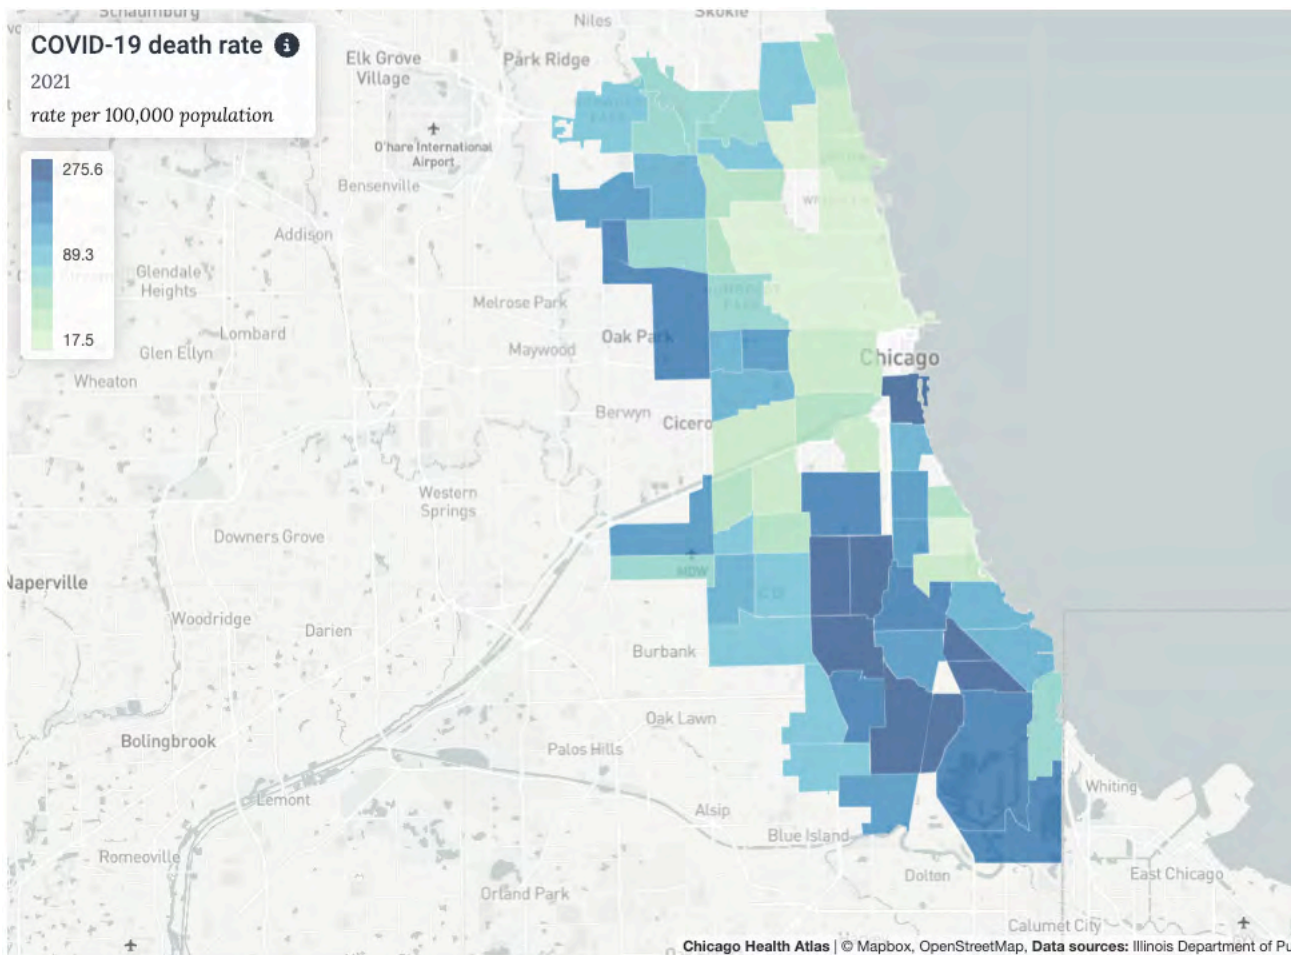 Schaumburg
Niles
Skokie
COVID-19 death rate
2021
rate per 100,000 population
Elk Grove
Village
Park Ridge
O'hare International
Airport
275.6
89.3
17.5
Bensenville
Addison
Glendale
Heights
Melrose Park
HUMBOLDT
PARK
Lombard
Oak Park
Glen Ellyn
Maywood
Chicago
Wheaton
Berwyn
Cicero
Western
Springs
Downers Grove
MDW
Naperville
Woodridge
Darien
Burbank
Oak Lawn
Bolingbrook
Palos Hills
Whiting
Lemont
Alsip
Blue Island
Romeoville
Dolton
East Chicago
Orland Park
Calumet City
Chicago Health Atlas | © Mapbox, OpenStreetMap, Data sources: Illinois Department of Pu